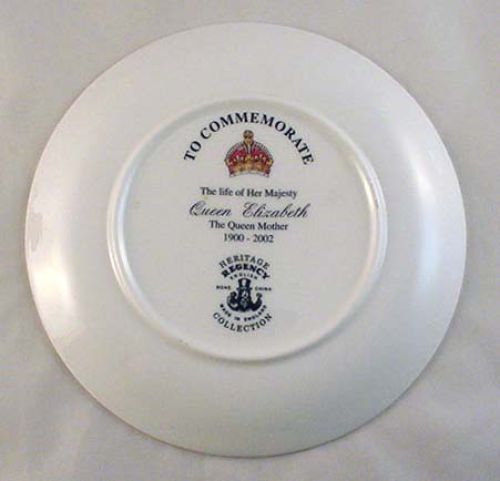 TO COMMEMORATE
The life of Her Majesty
Queen Elizabeth
The Queen Mother
1900 - 2002
HERITAGE
REGENCY
ENGLISH
BONE CHINA
MADE IN ENGLAND
COLLECTION